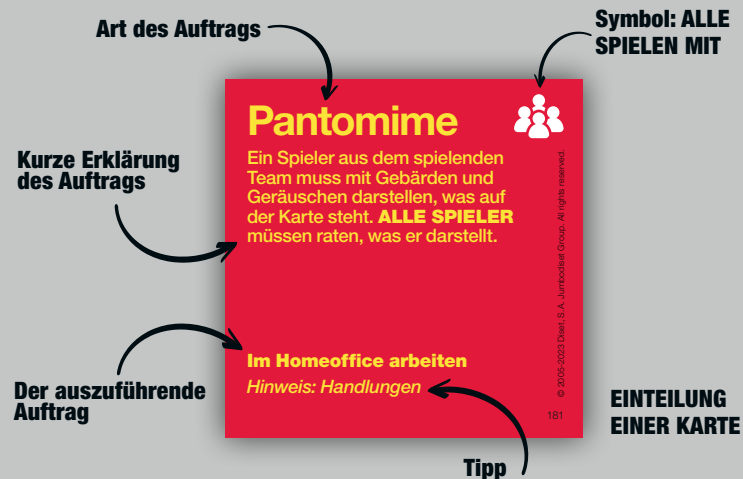 Art des Auftrags
Symbol: ALLE
SPIELEN MIT
Pantomime
Ein Spieler aus dem spielenden
Team muss mit Gebärden und
Geräuschen darstellen, was auf
der Karte steht. ALLE SPIELER
müssen raten, was er darstellt.
Kurze Erklärung
des Auftrags
© 2005-2023 Diset, S.A. Jumbodiset Group. All rights reserved.
Im Homeoffice arbeiten
Hinweis: Handlungen
Der auszuführende
Auftrag
181
EINTEILUNG
EINER KARTE
Tipp